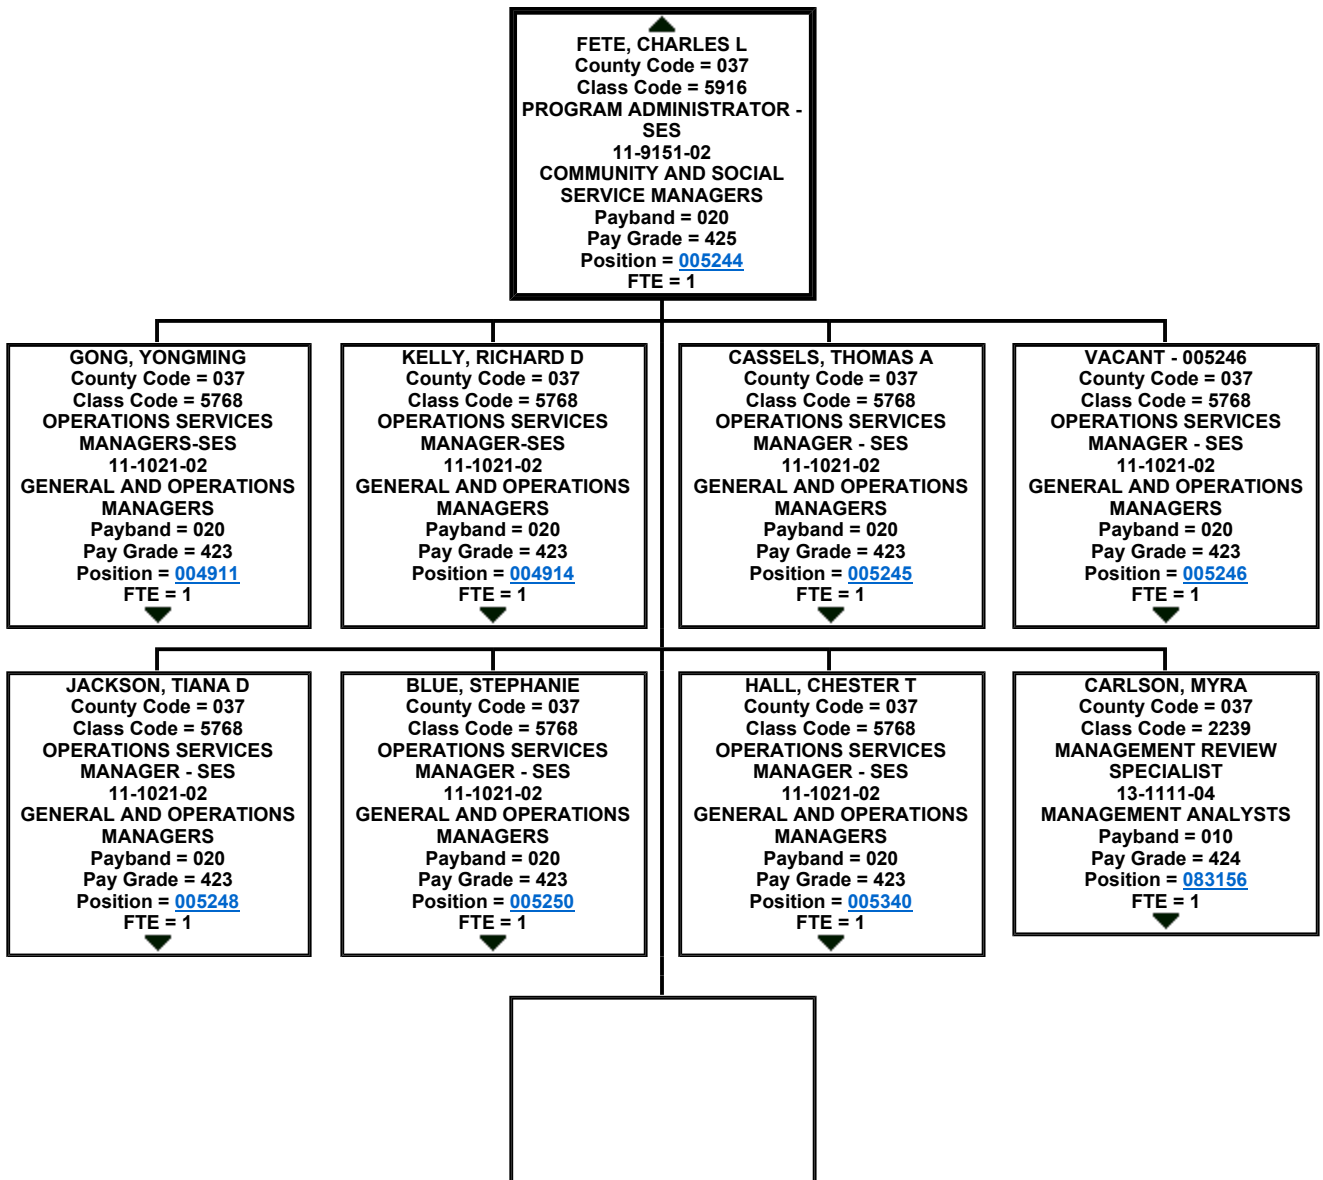 FETE, CHARLES L
County Code = 037
Class Code = 5916
PROGRAM ADMINISTRATOR -
SES
11-9151-02
COMMUNITY AND SOCIAL
SERVICE MANAGERS
Payband = 020
Pay Grade = 425
Position = 005244
FTE = 1
GONG, YONGMING
County Code = 037
Class Code = 5768
OPERATIONS SERVICES
MANAGERS-SES
11-1021-02
GENERAL AND OPERATIONS
MANAGERS
Payband = 020
Pay Grade = 423
Position = 004911
FTE = 1
KELLY, RICHARD D
County Code = 037
Class Code = 5768
OPERATIONS SERVICES
MANAGER-SES
11-1021-02
GENERAL AND OPERATIONS
MANAGERS
Payband = 020
Pay Grade = 423
Position = 004914
FTE = 1
CASSELS, THOMAS A
County Code = 037
Class Code = 5768
OPERATIONS SERVICES
MANAGER - SES
11-1021-02
GENERAL AND OPERATIONS
MANAGERS
Payband = 020
Pay Grade = 423
Position = 005245
FTE = 1
VACANT - 005246
County Code = 037
Class Code = 5768
OPERATIONS SERVICES
MANAGER - SES
11-1021-02
GENERAL AND OPERATIONS
MANAGERS
Payband = 020
Pay Grade = 423
Position = 005246
FTE = 1
JACKSON, TIANA D
County Code = 037
Class Code = 5768
OPERATIONS SERVICES
MANAGER - SES
11-1021-02
GENERAL AND OPERATIONS
MANAGERS
Payband = 020
Pay Grade = 423
Position = 005248
FTE = 1
BLUE, STEPHANIE
County Code = 037
Class Code = 5768
OPERATIONS SERVICES
MANAGER - SES
11-1021-02
GENERAL AND OPERATIONS
MANAGERS
Payband = 020
Pay Grade = 423
Position = 005250
FTE = 1
HALL, CHESTER T
County Code = 037
Class Code = 5768
OPERATIONS SERVICES
MANAGER - SES
11-1021-02
GENERAL AND OPERATIONS
MANAGERS
Payband = 020
Pay Grade = 423
Position = 005340
FTE = 1
CARLSON, MYRA
County Code = 037
Class Code = 2239
MANAGEMENT REVIEW
SPECIALIST
13-1111-04
MANAGEMENT ANALYSTS
Payband = 010
Pay Grade = 424
Position = 083156
FTE = 1